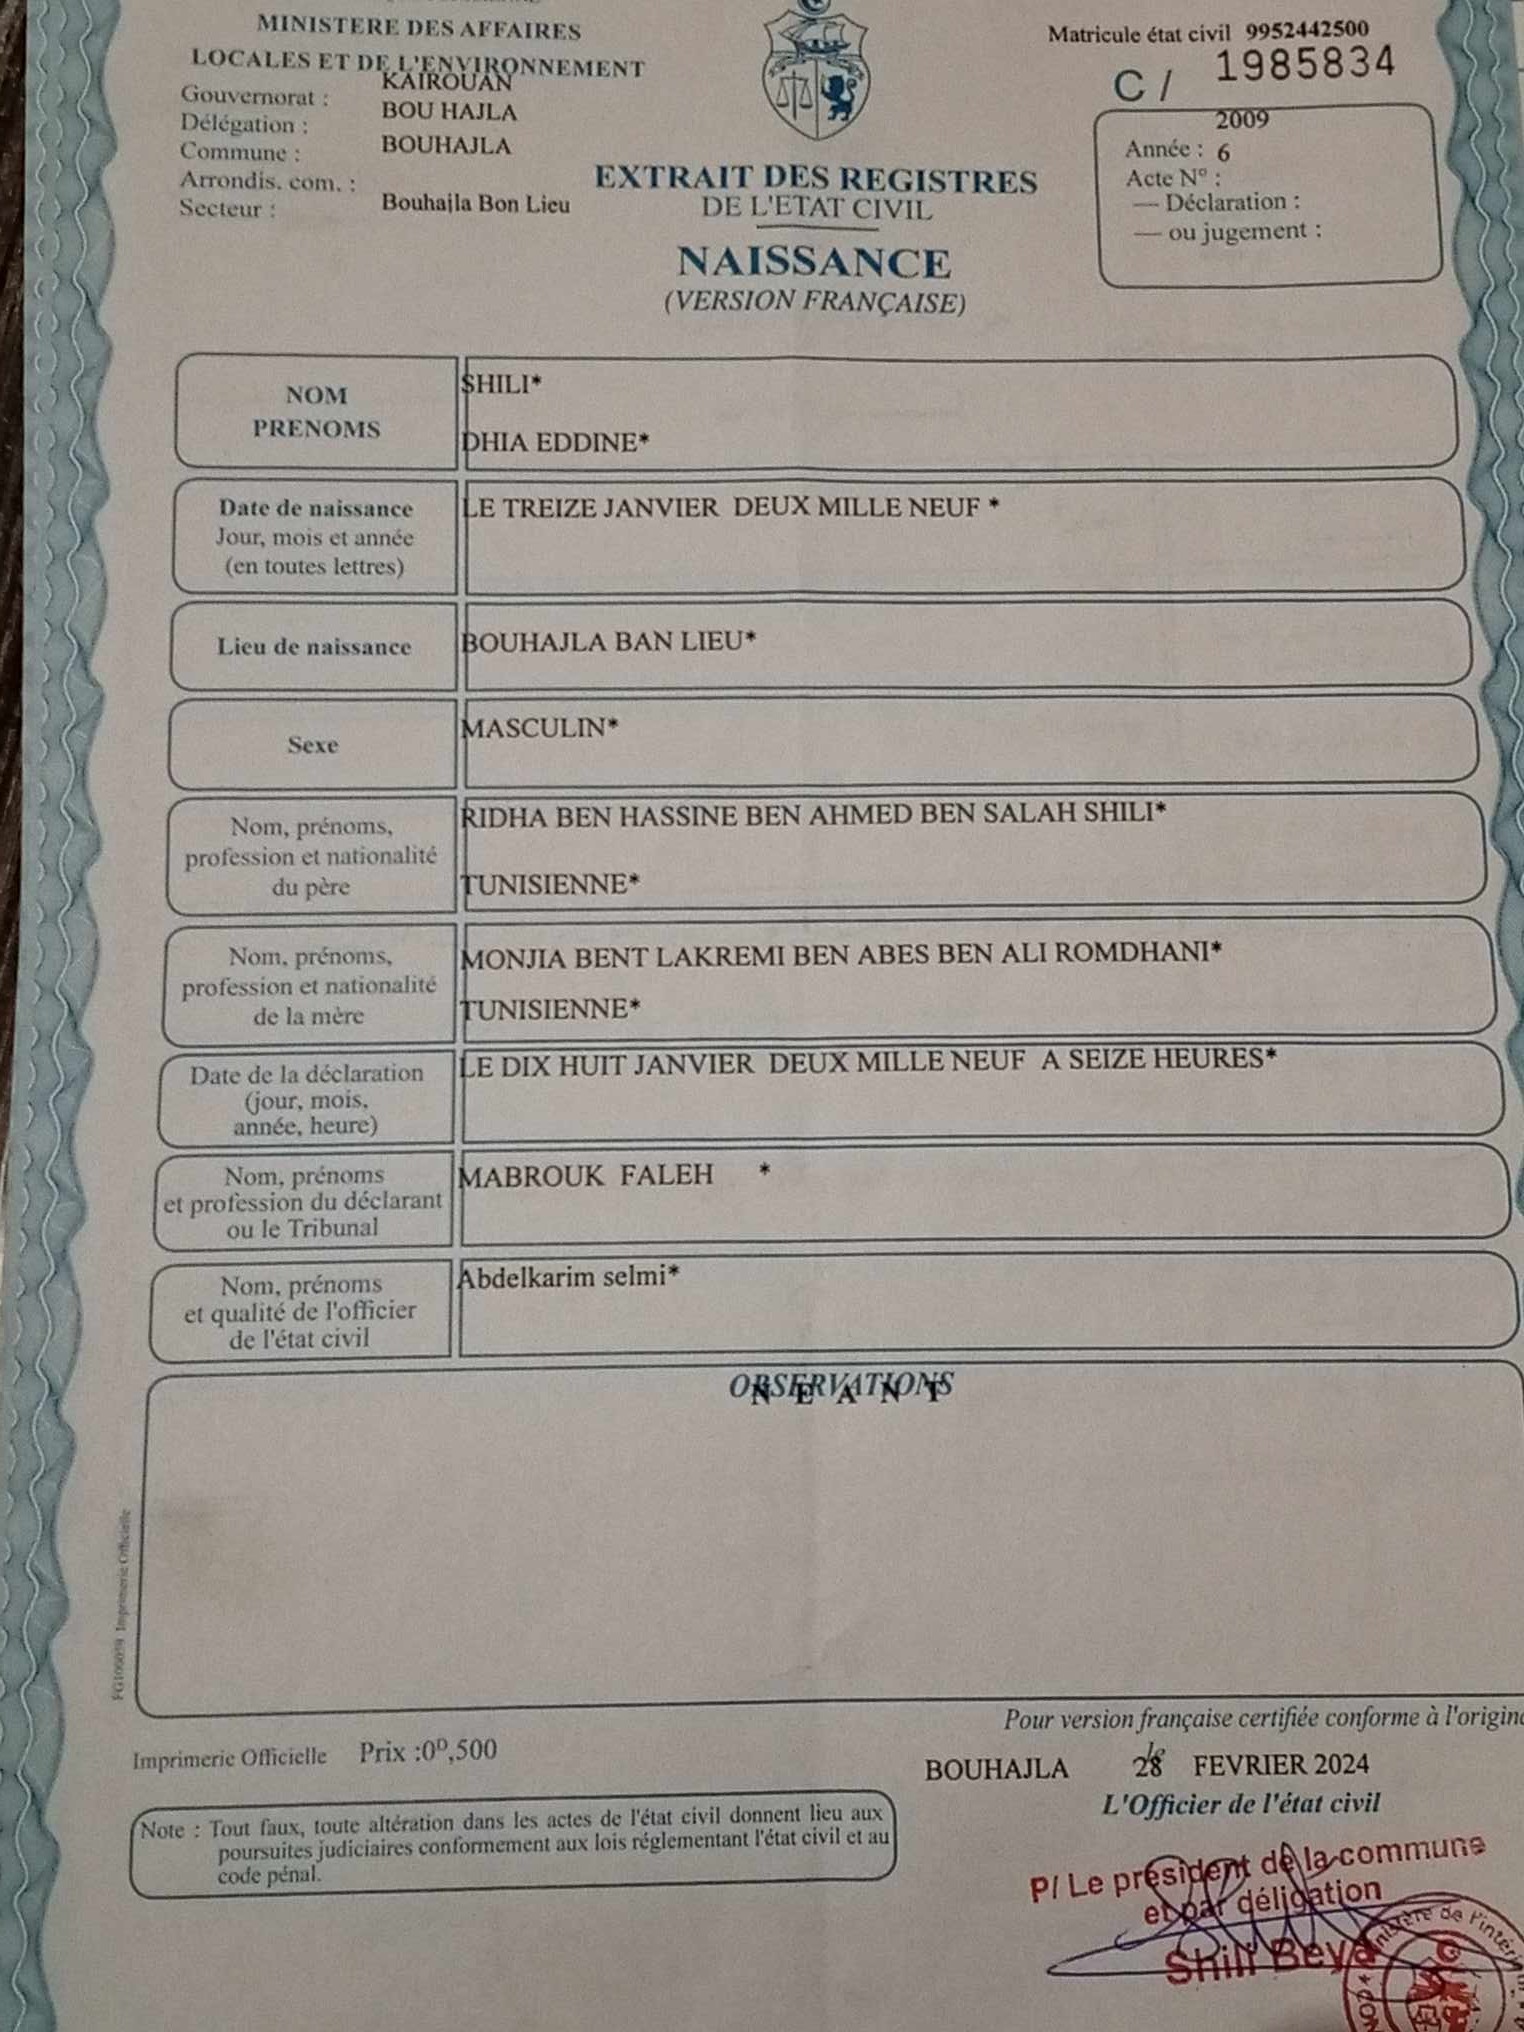 MINISTERE DES AFFAIRES
LOCALES ET DE L'ENVIRONNEMENT
Gouvernorat : KAIROUAN
Délégation : BOU HAJLA
Commune : BOUHAJLA
Arrondis. com. :
Secteur : Bouhajla Bon Lieu
Matricule état civil 9952442500
C / 1985834
2009
Année : 6
Acte N° :
— Déclaration :
— ou jugement :
EXTRAIT DES REGISTRES
DE L'ETAT CIVIL
NAISSANCE
(VERSION FRANÇAISE)
NOM
PRENOMS
SHILI*
DHIA EDDINE*
Date de naissance
Jour, mois et année
(en toutes lettres)
LE TREIZE JANVIER DEUX MILLE NEUF *
Lieu de naissance
BOUHAJLA BAN LIEU*
Sexe
MASCULIN*
Nom, prénoms,
profession et nationalité
du père
RIDHA BEN HASSINE BEN AHMED BEN SALAH SHILI*
TUNISIENNE*
Nom, prénoms,
profession et nationalité
de la mère
MONJIA BENT LAKREMI BEN ABES BEN ALI ROMDHANI*
TUNISIENNE*
Date de la déclaration
(jour, mois,
année, heure)
LE DIX HUIT JANVIER DEUX MILLE NEUF A SEIZE HEURES*
Nom, prénoms
et profession du déclarant
ou le Tribunal
MABROUK FALEH *
Nom, prénoms
et qualité de l'officier
de l'état civil
Abdelkarim selmi*
OBSERVATIONS
N E A N T
FG106059 Imprimerie Officielle
Pour version française certifiée conforme à l'origin
Imprimerie Officielle Prix :0ᴰ,500
BOUHAJLA le 28 FEVRIER 2024
L'Officier de l'état civil
Note : Tout faux, toute altération dans les actes de l'état civil donnent lieu aux
poursuites judiciaires conformement aux lois réglementant l'état civil et au
code pénal.
P/ Le président de la commune
et par déligation
Shili Beya